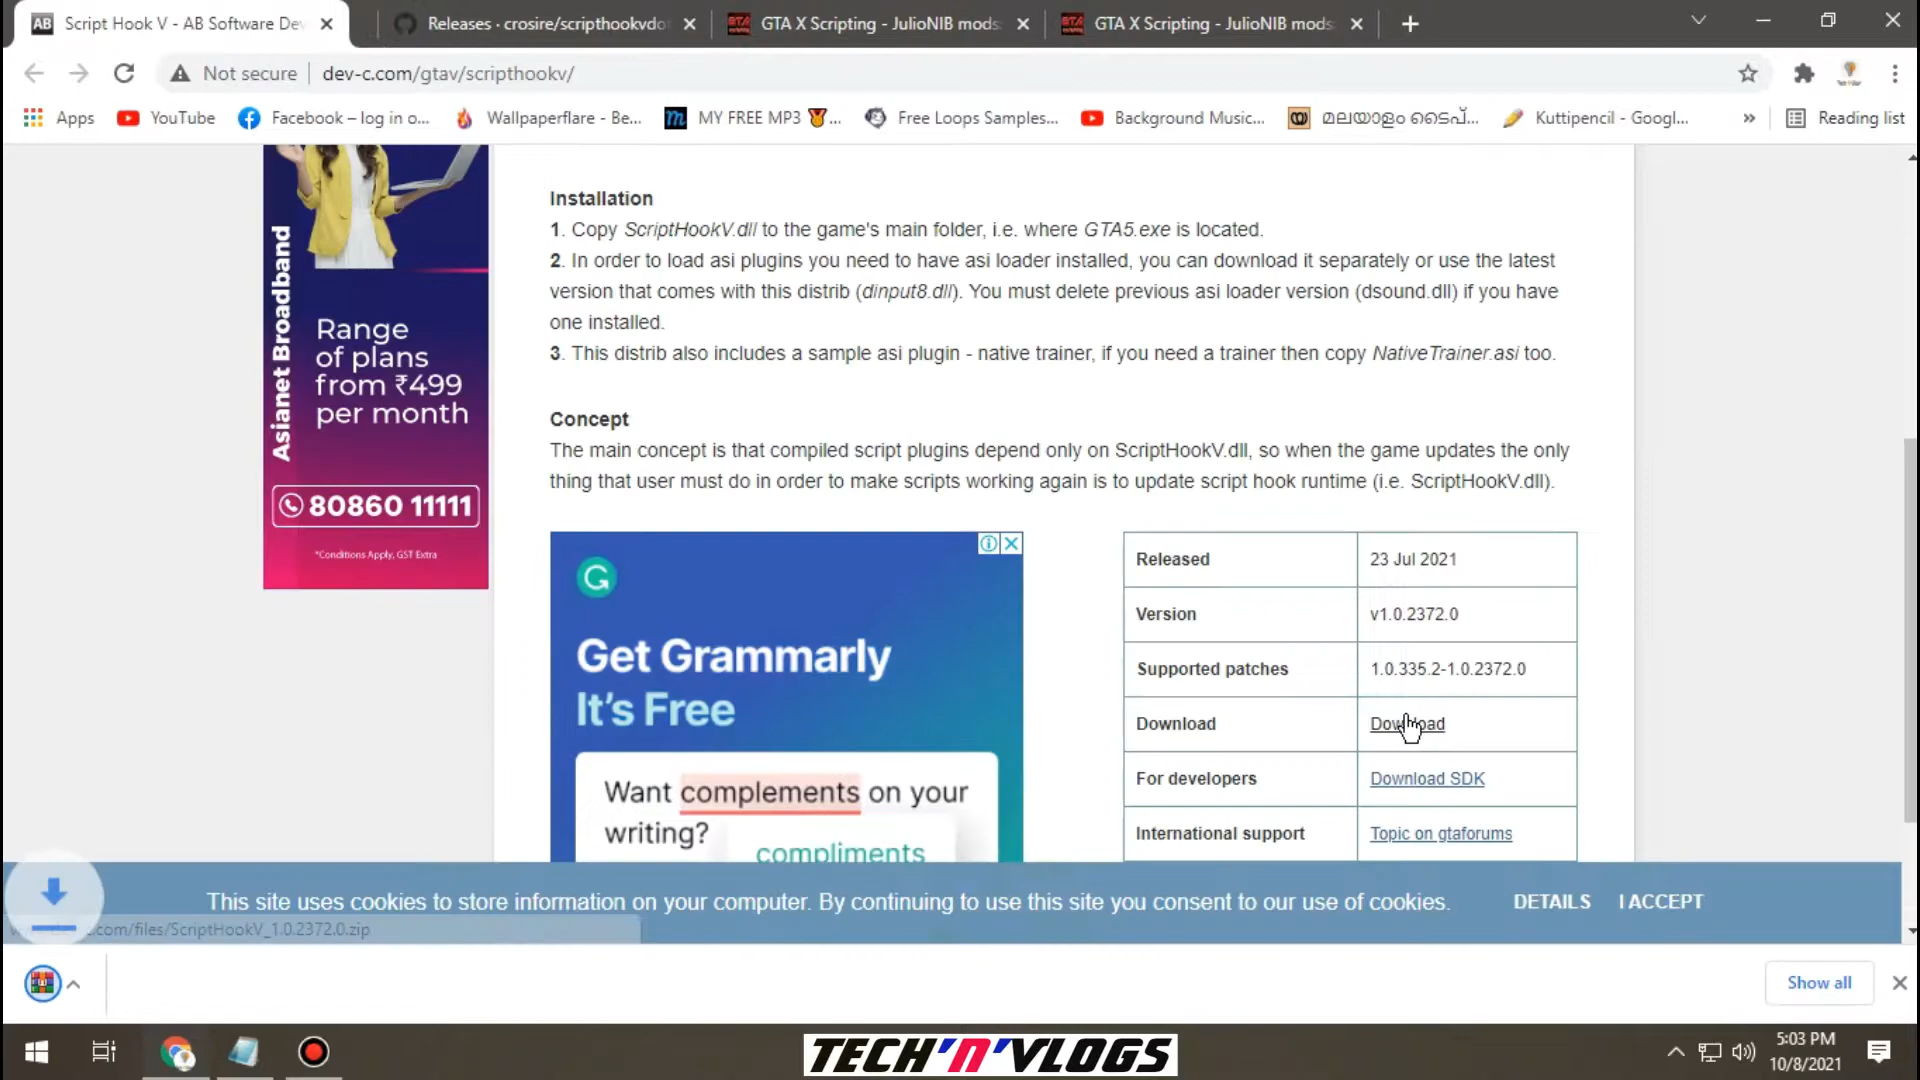 Script Hook V - AB Software Dev
Releases · crosire/scripthookvdot
GTA X Scripting - JulioNIB mods:
GTA X Scripting - JulioNIB mods:
Not secure
dev-c.com/gtav/scripthookv/
Apps
YouTube
Facebook – log in o...
Wallpaperflare - Be...
MY FREE MP3 ...
Free Loops Samples...
Background Music...
മലയാളം ടൈപ്...
Kuttipencil - Googl...
»
Reading list
Asianet Broadband
Range
of plans
from ₹499
per month
80860 11111
*Conditions Apply, GST Extra
Installation
1. Copy ScriptHookV.dll to the game's main folder, i.e. where GTA5.exe is located.
2. In order to load asi plugins you need to have asi loader installed, you can download it separately or use the latest
version that comes with this distrib (dinput8.dll). You must delete previous asi loader version (dsound.dll) if you have
one installed.
3. This distrib also includes a sample asi plugin - native trainer, if you need a trainer then copy NativeTrainer.asi too.
Concept
The main concept is that compiled script plugins depend only on ScriptHookV.dll, so when the game updates the only
thing that user must do in order to make scripts working again is to update script hook runtime (i.e. ScriptHookV.dll).
G
Get Grammarly
It's Free
Want complements on your
writing?
compliments
Released 23 Jul 2021
Version v1.0.2372.0
Supported patches 1.0.335.2-1.0.2372.0
Download Download
For developers Download SDK
International support Topic on gtaforums
This site uses cookies to store information on your computer. By continuing to use this site you consent to our use of cookies.
DETAILS
I ACCEPT
.com/files/ScriptHookV_1.0.2372.0.zip
Show all
TECH'N'VLOGS
5:03 PM
10/8/2021